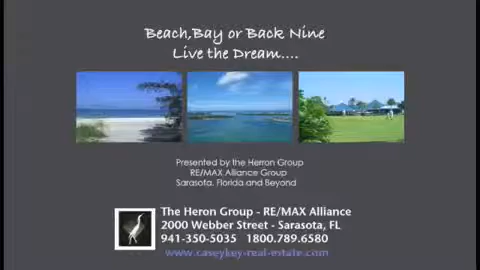 Beach,Bay or Back Nine
Live the Dream....
Presented by the Herron Group
RE/MAX Alliance Group
Sarasota, Florida and Beyond
The Heron Group - RE/MAX Alliance
2000 Webber Street - Sarasota, FL
941-350-5035 1800.789.6580
www.caseykey-real-estate.com